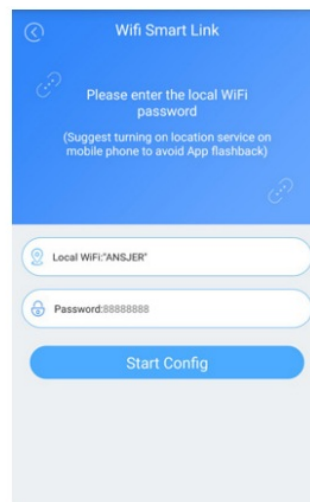 Wifi Smart Link
Please enter the local WiFi
password
(Suggest turning on location service on
mobile phone to avoid App flashback)
Local WiFi:"ANSJER"
Password:88888888
Start Config